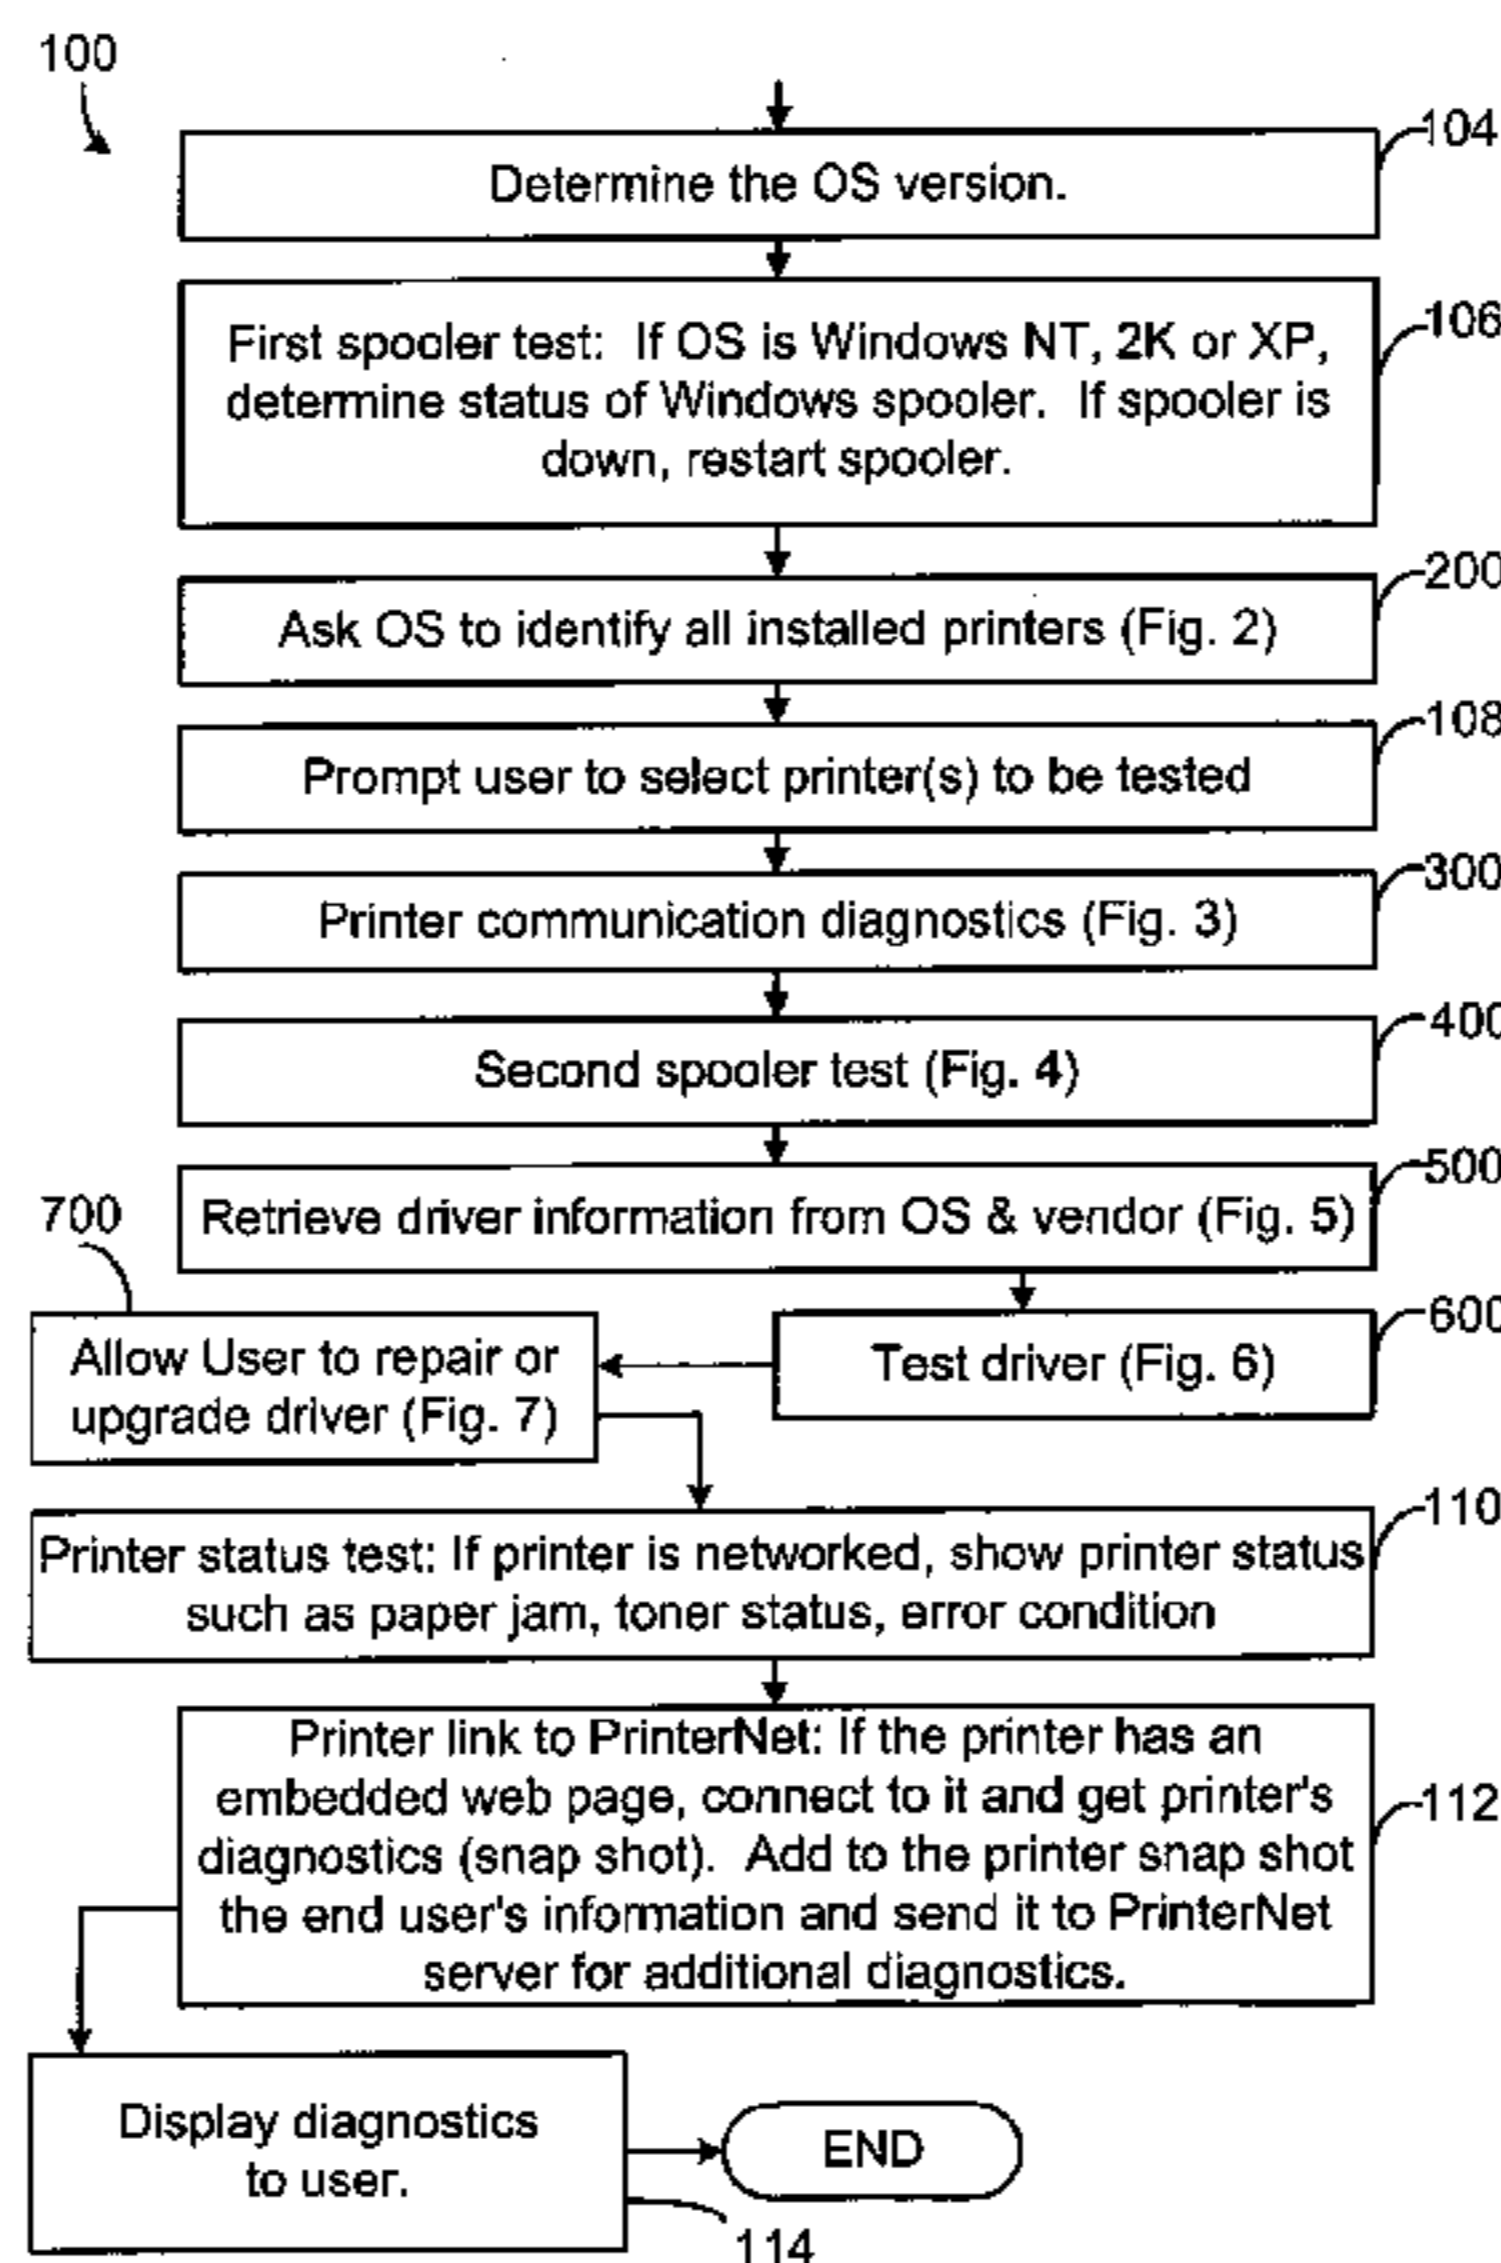 100
104
Determine the OS version.
106
First spooler test: If OS is Windows NT, 2K or XP,
determine status of Windows spooler. If spooler is
down, restart spooler.
200
Ask OS to identify all installed printers (Fig. 2)
108
Prompt user to select printer(s) to be tested
300
Printer communication diagnostics (Fig. 3)
400
Second spooler test (Fig. 4)
500
Retrieve driver information from OS & vendor (Fig. 5)
700
600
Allow User to repair or
upgrade driver (Fig. 7)
Test driver (Fig. 6)
110
Printer status test: If printer is networked, show printer status
such as paper jam, toner status, error condition
Printer link to PrinterNet: If the printer has an
embedded web page, connect to it and get printer's
diagnostics (snap shot). Add to the printer snap shot
the end user's information and send it to PrinterNet
server for additional diagnostics.
112
Display diagnostics
to user.
END
114